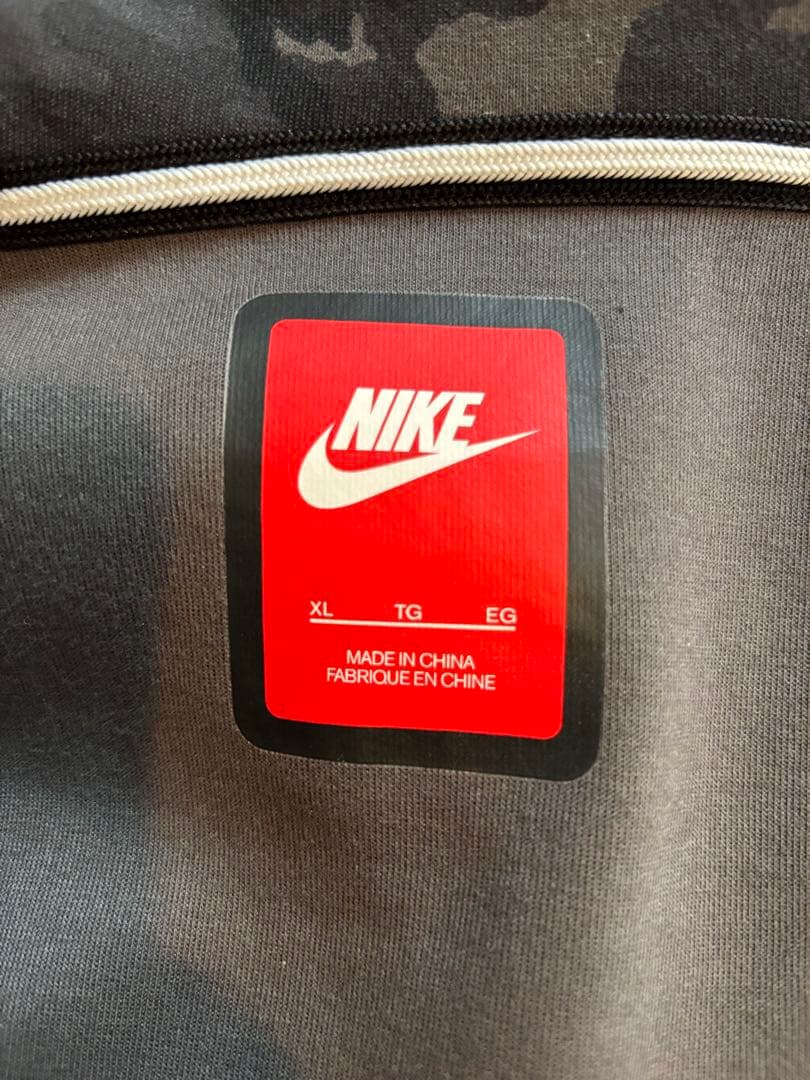 NIKE
XL TG EG
MADE IN CHINA
FABRIQUE EN CHINE